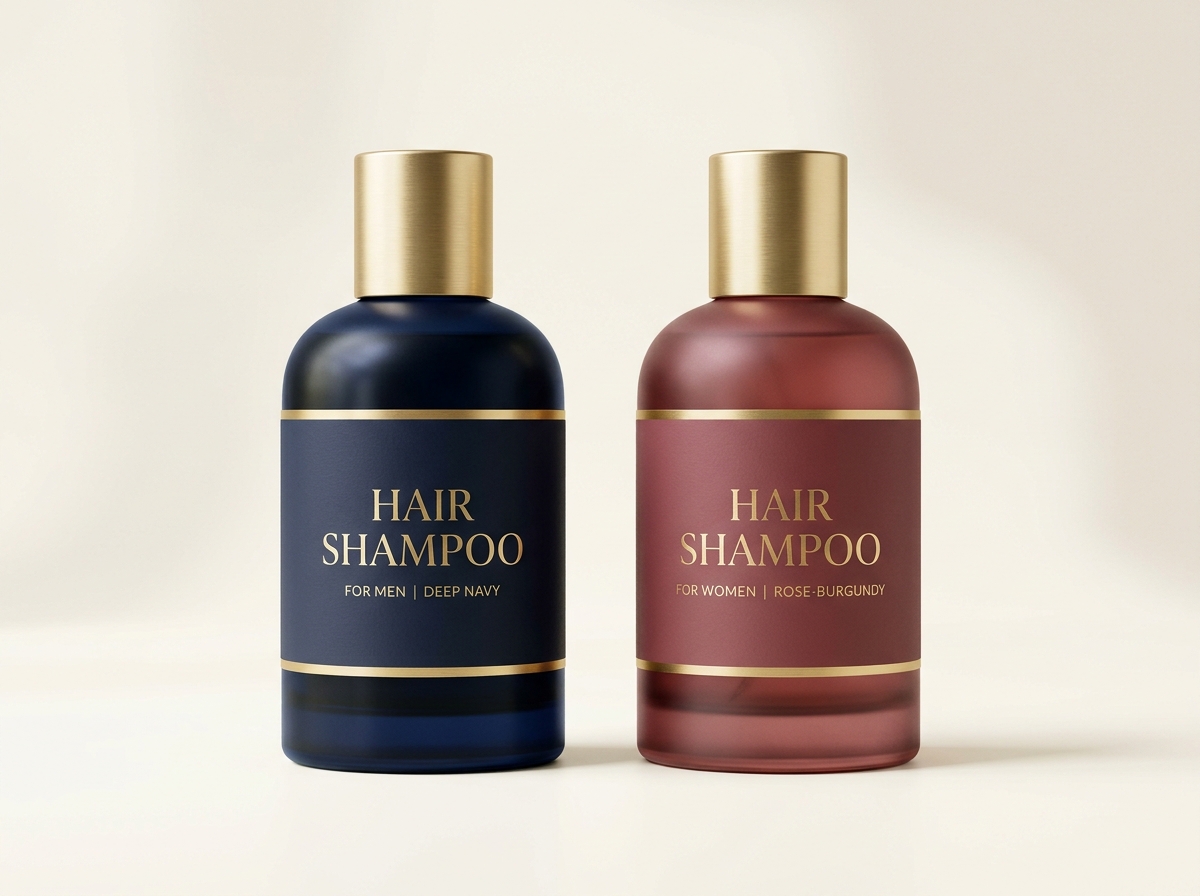 HAIR
SHAMPOO
FOR MEN | DEEP NAVY
HAIR
SHAMPOO
FOR WOMEN | ROSE-BURGUNDY